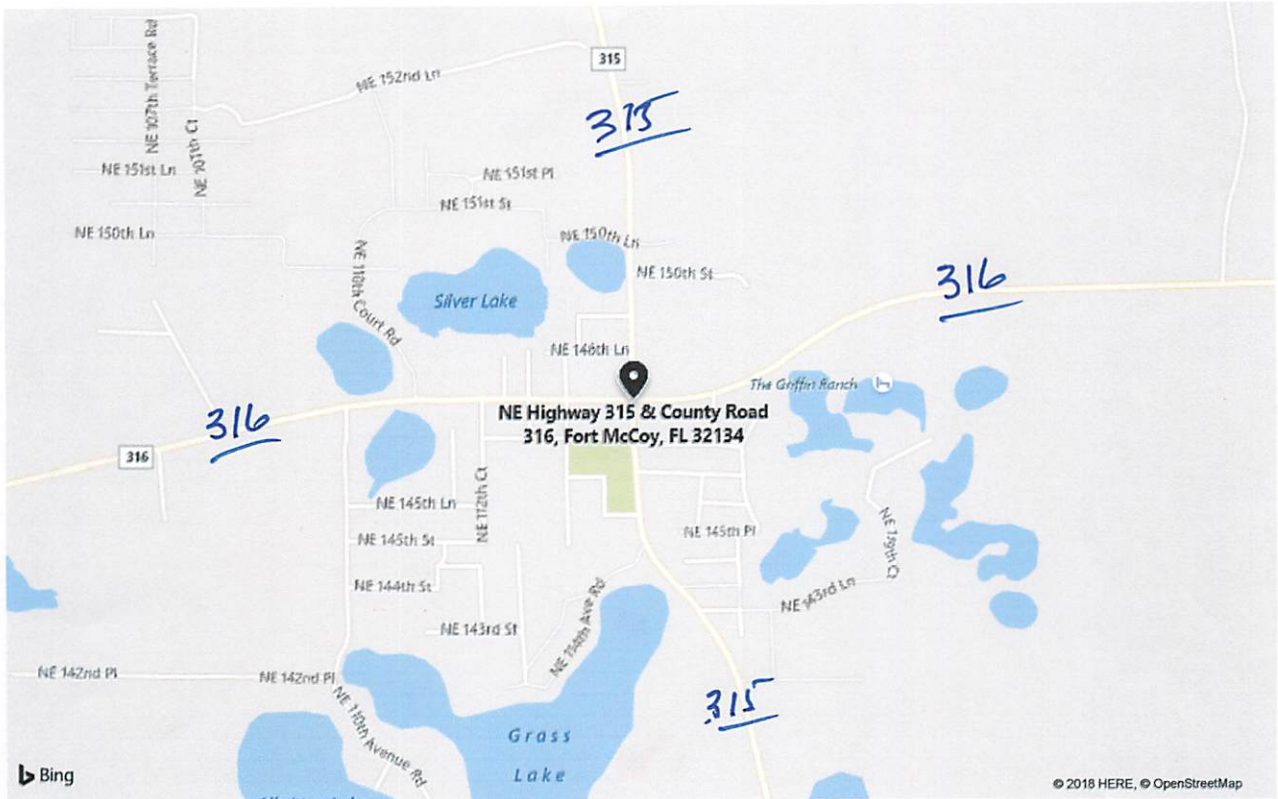 NE 107th Terrace Rd
NE 107th Ct
NE 152nd Ln
315
315
NE 151st Ln
NE 151st Pl
NE 151st St
NE 150th Ln
NE 150th Ln
NE 150th St
NE 110th Court Rd
Silver Lake
316
NE 148th Ln
The Griffin Ranch
NE Highway 315 & County Road
316, Fort McCoy, FL 32134
316
316
NE 145th Ln
NE 112th Ct
NE 145th St
NE 145th Pl
NE 144th St
NE 143rd Ln
NE 143rd St
NE 114th Ave Rd
NE 142nd Pl
NE 142nd Pl
NE 110th Avenue Rd
315
Grass
Lake
Bing
© 2018 HERE, © OpenStreetMap